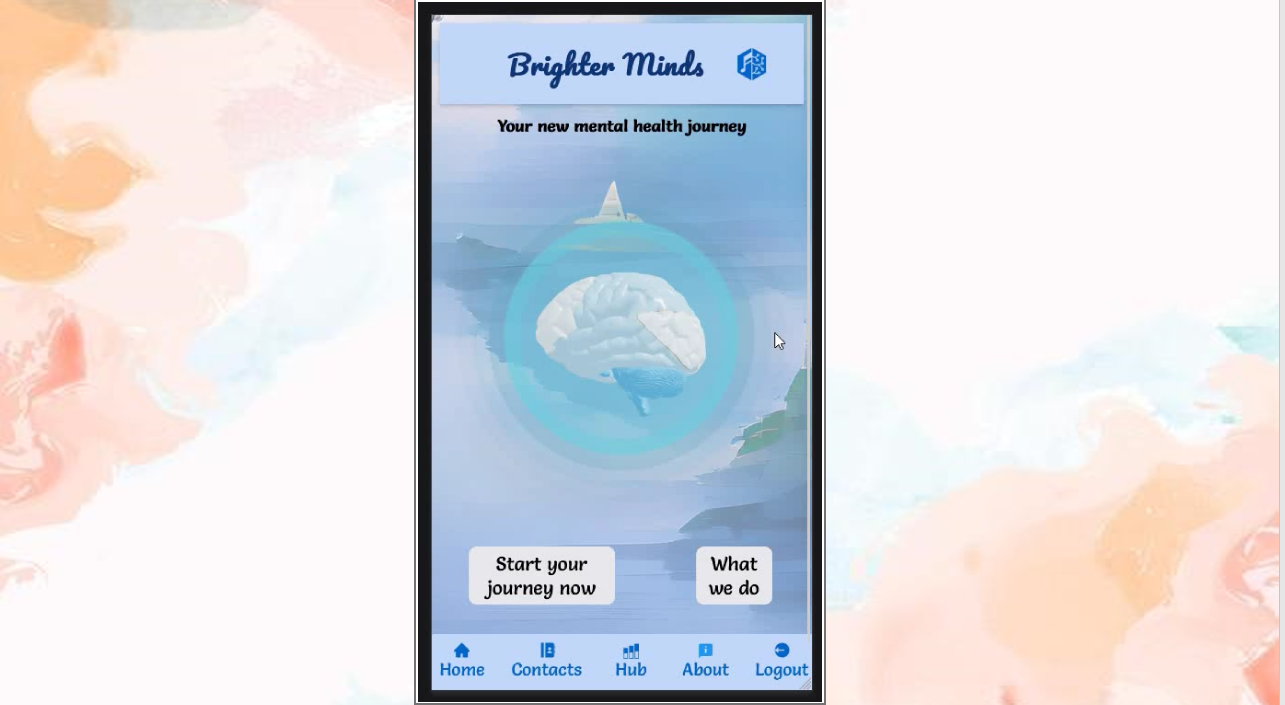 Brighter Minds
Your new mental health journey
Start your
journey now
What
we do
Home Contacts Hub About Logout